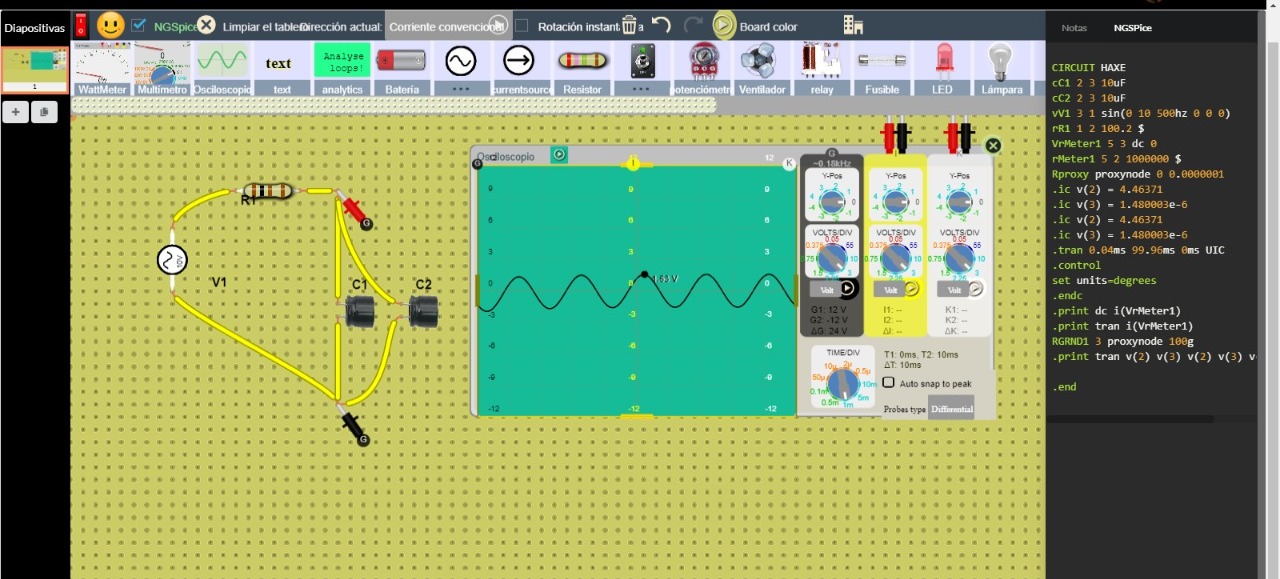 Diapositivas
NGSpice
Limpiar el tablero
Dirección actual:
Corriente convencional
Rotación instant
a
Board color
Notas
NGSPice
1
WattMeter
Multímetro
Oscilloscopio
text
text
Analyse
loops!
analytics
Batería
...
currentsource
Resistor
...
potenciómetro
Ventilador
relay
Fusible
LED
Lámpara
CIRCUIT HAXE
cC1 2 3 10uF
cC2 2 3 10uF
vV1 3 1 sin(0 10 500hz 0 0 0)
rR1 1 2 100.2 $
VrMeter1 5 3 dc 0
rMeter1 5 2 1000000 $
Rproxy proxynode 0 0.0000001
.ic v(2) = 4.46371
.ic v(3) = 1.480003e-6
.ic v(2) = 4.46371
.ic v(3) = 1.480003e-6
.tran 0.04ms 99.96ms 0ms UIC
.control
set units=degrees
.endc
.print dc i(VrMeter1)
.print tran i(VrMeter1)
RGRND1 3 proxynode 100g
.print tran v(2) v(3) v(2) v(3) v
.end
R1
10V
V1
C1
C2
G
G
Osciloscopio
G
12
I
12
K
9 9 9
6 6 6
3 3 3
0 0 0
1.63 V
-3 -3 -3
-6 -6 -6
-9 -9 -9
-12 -12 -12
G
~0.18kHz
K
Y-Pos
Y-Pos
Y-Pos
VOLTS/DIV
VOLTS/DIV
VOLTS/DIV
Volt
Volt
Volt
G1: 12 V
G2: -12 V
ΔG: 24 V
I1: --
I2: --
ΔI: --
K1: --
K2: --
ΔK: --
TIME/DIV
T1: 0ms, T2: 10ms
ΔT: 10ms
Auto snap to peak
Probes type
Differential